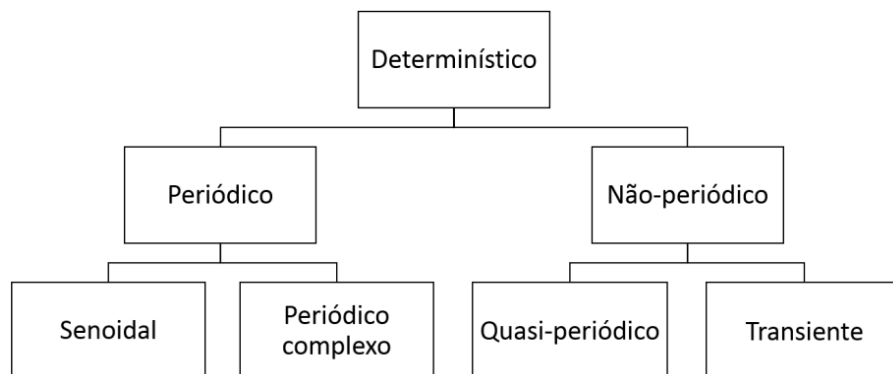 Determinístico
Periódico
Não-periódico
Senoidal
Periódico
complexo
Quasi-periódico
Transiente